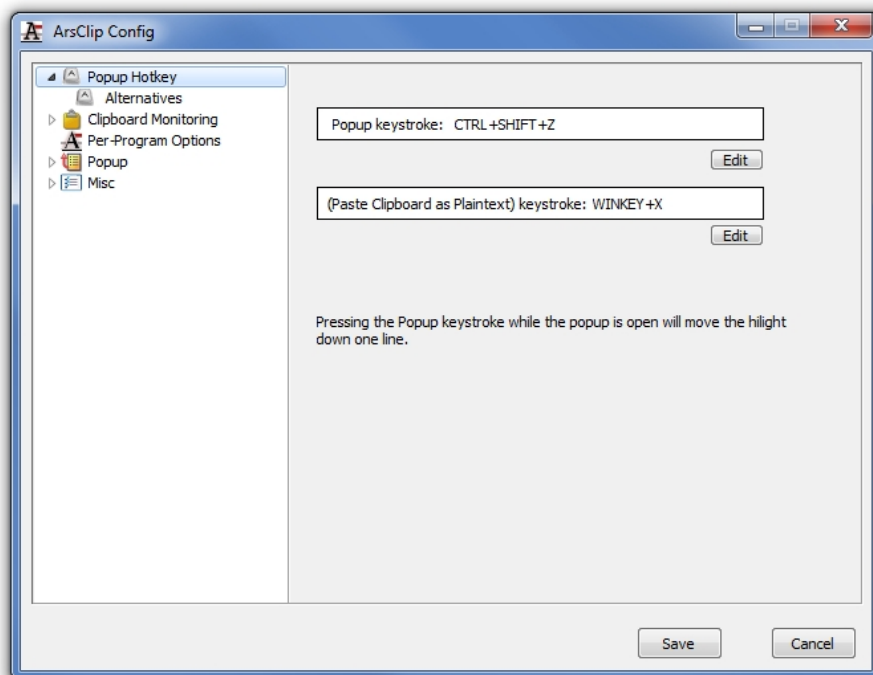 ArsClip Config
Popup Hotkey
Alternatives
Clipboard Monitoring
Per-Program Options
Popup
Misc
Popup keystroke: CTRL+SHIFT+Z
Edit
(Paste Clipboard as Plaintext) keystroke: WINKEY+X
Edit
Pressing the Popup keystroke while the popup is open will move the hilight
down one line.
Save
Cancel